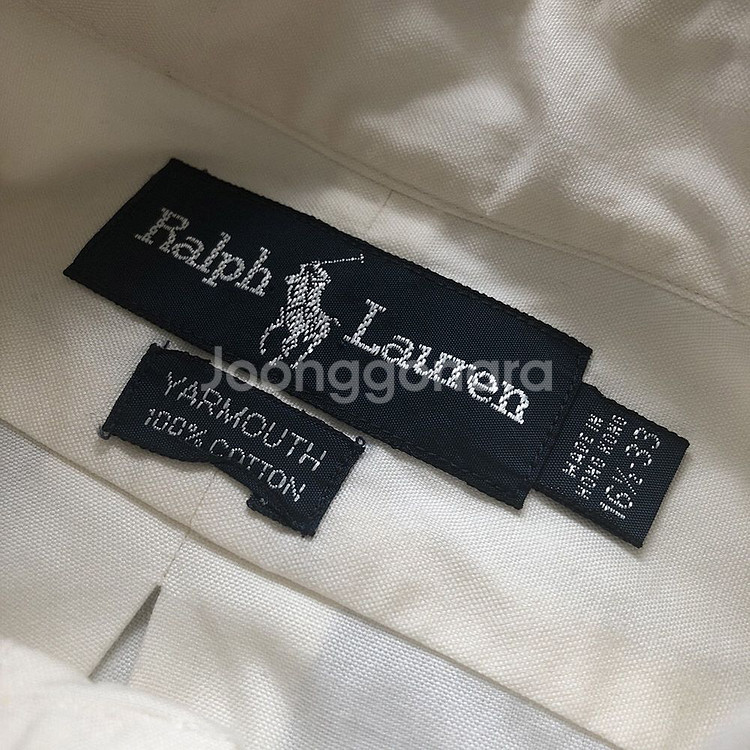 Ralph Lauren
Joonggonara
YARMOUTH
100% COTTON
MADE IN
HONG KONG
16½-33